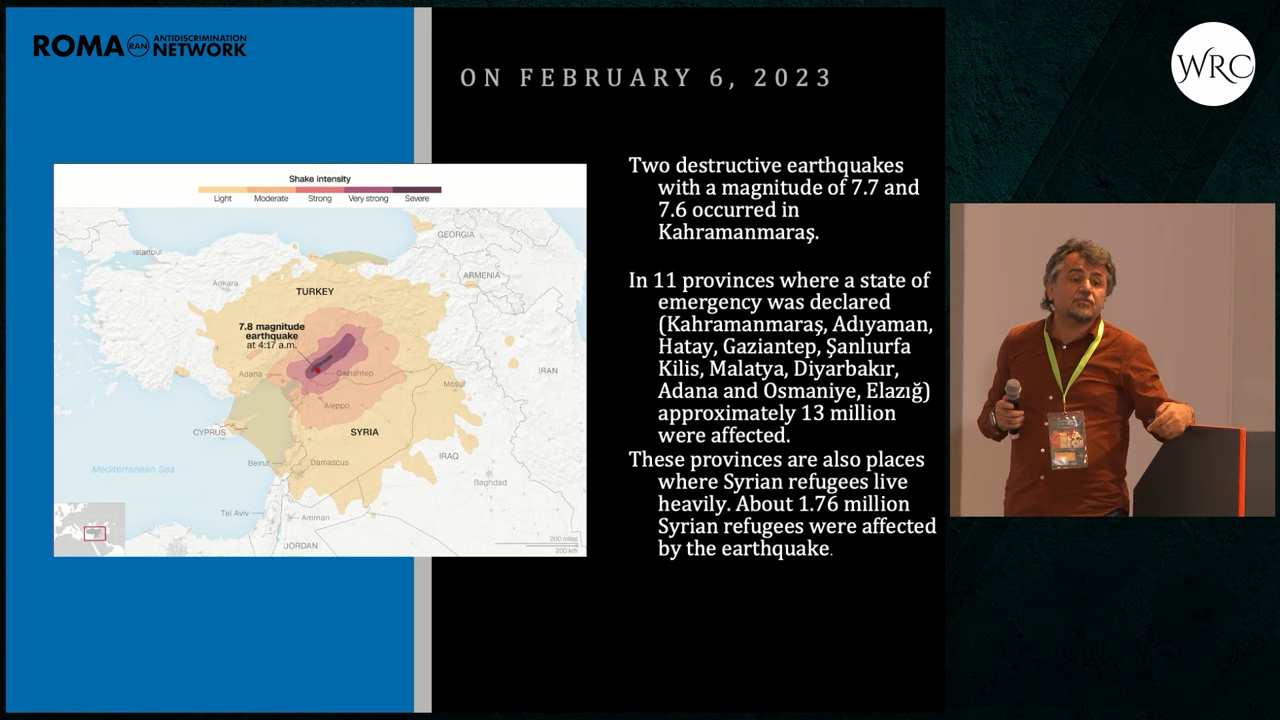 ROMA RAN ANTIDISCRIMINATION NETWORK
WRC
ON FEBRUARY 6, 2023
Shake intensity
Light Moderate Strong Very strong Severe
GEORGIA
Istanbul
ARMENIA
Ankara
TURKEY
7.8 magnitude
earthquake
at 4:17 a.m.
IRAN
Adana
Gaziantep
Mosul
Aleppo
CYPRUS
SYRIA
IRAQ
Mediterranean Sea
Beirut
Damascus
Baghdad
Tel Aviv
Amman
JORDAN
200 miles
200 km
Two destructive earthquakes
with a magnitude of 7.7 and
7.6 occurred in
Kahramanmaraş.
In 11 provinces where a state of
emergency was declared
(Kahramanmaraş, Adıyaman,
Hatay, Gaziantep, Şanlıurfa
Kilis, Malatya, Diyarbakır,
Adana and Osmaniye, Elazığ)
approximately 13 million
were affected.
These provinces are also places
where Syrian refugees live
heavily. About 1.76 million
Syrian refugees were affected
by the earthquake.